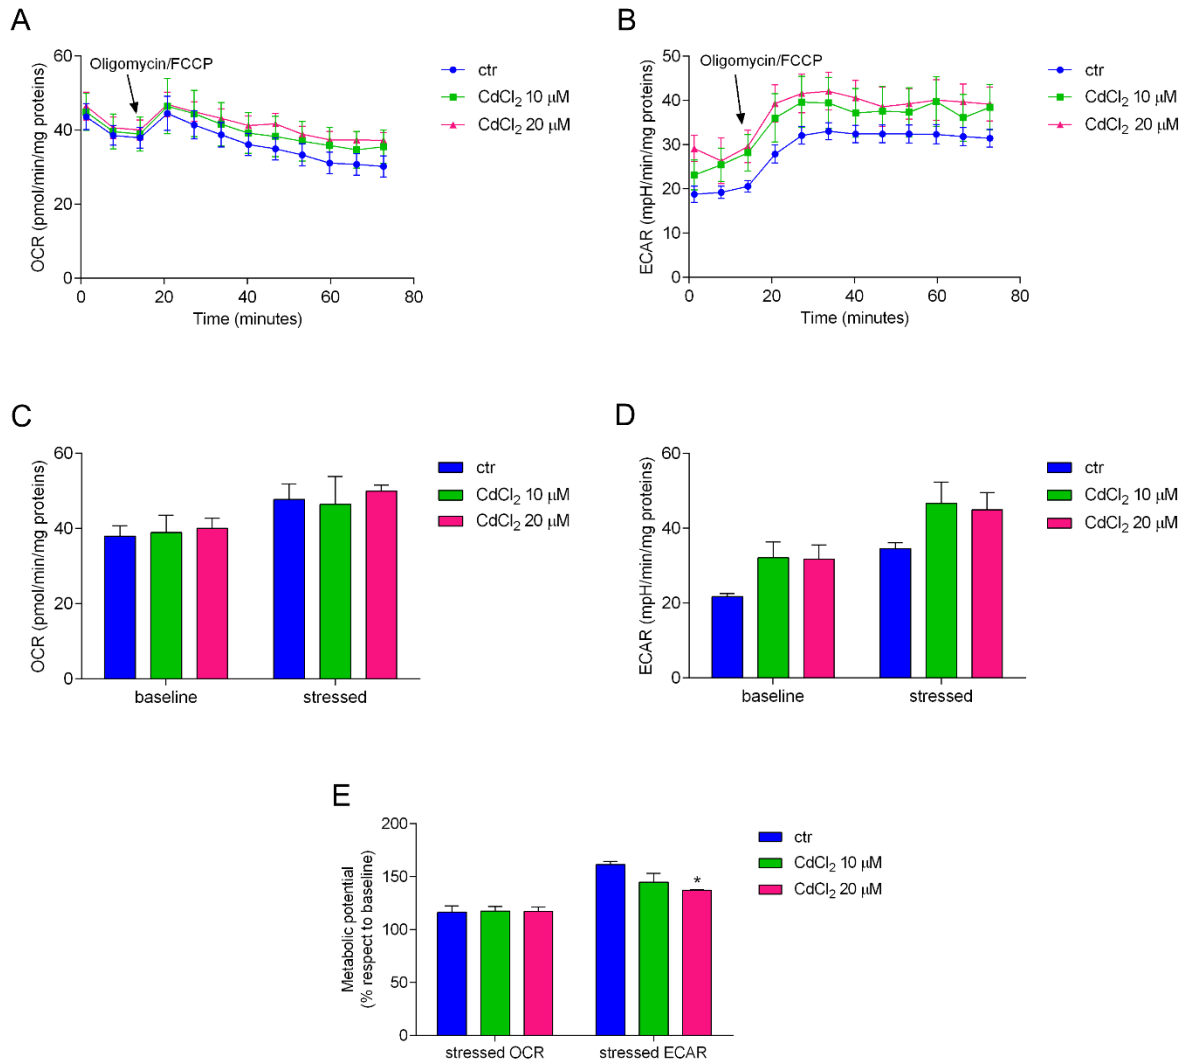 A
OCR (pmol/min/mg proteins)
60
40
20
0
Oligomycin/FCCP
ctr
CdCl₂ 10 µM
CdCl₂ 20 µM
0 20 40 60 80
Time (minutes)
B
ECAR (mpH/min/mg proteins)
50
40
30
20
10
0
Oligomycin/FCCP
ctr
CdCl₂ 10 µM
CdCl₂ 20 µM
0 20 40 60 80
Time (minutes)
C
OCR (pmol/min/mg proteins)
60
40
20
0
ctr
CdCl₂ 10 µM
CdCl₂ 20 µM
baseline stressed
D
ECAR (mpH/min/mg proteins)
60
40
20
0
ctr
CdCl₂ 10 µM
CdCl₂ 20 µM
baseline stressed
E
Metabolic potential
(% respect to baseline)
200
150
100
50
0
*
ctr
CdCl₂ 10 µM
CdCl₂ 20 µM
stressed OCR stressed ECAR